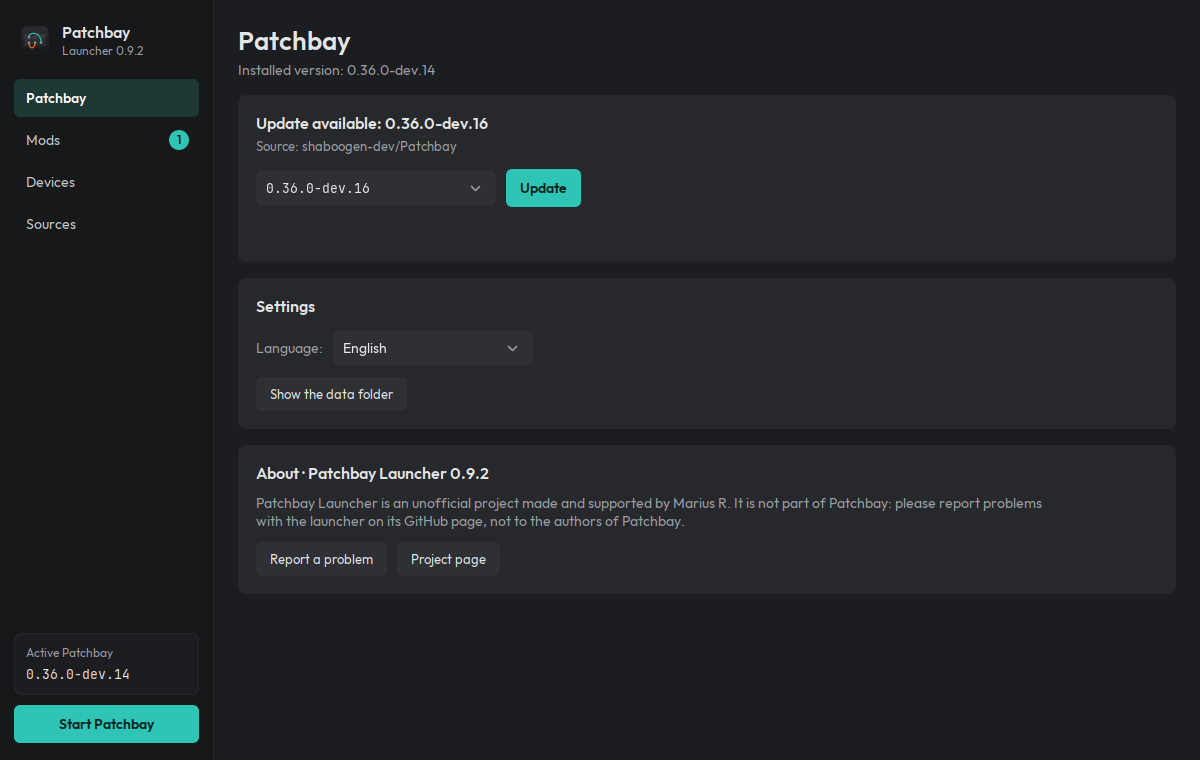 Patchbay
Launcher 0.9.2
Patchbay
Mods
1
Devices
Sources
Active Patchbay
0.36.0-dev.14
Start Patchbay
Patchbay
Installed version: 0.36.0-dev.14
Update available: 0.36.0-dev.16
Source: shaboogen-dev/Patchbay
0.36.0-dev.16
Update
Settings
Language:
English
Show the data folder
About · Patchbay Launcher 0.9.2
Patchbay Launcher is an unofficial project made and supported by Marius R. It is not part of Patchbay: please report problems
with the launcher on its GitHub page, not to the authors of Patchbay.
Report a problem
Project page